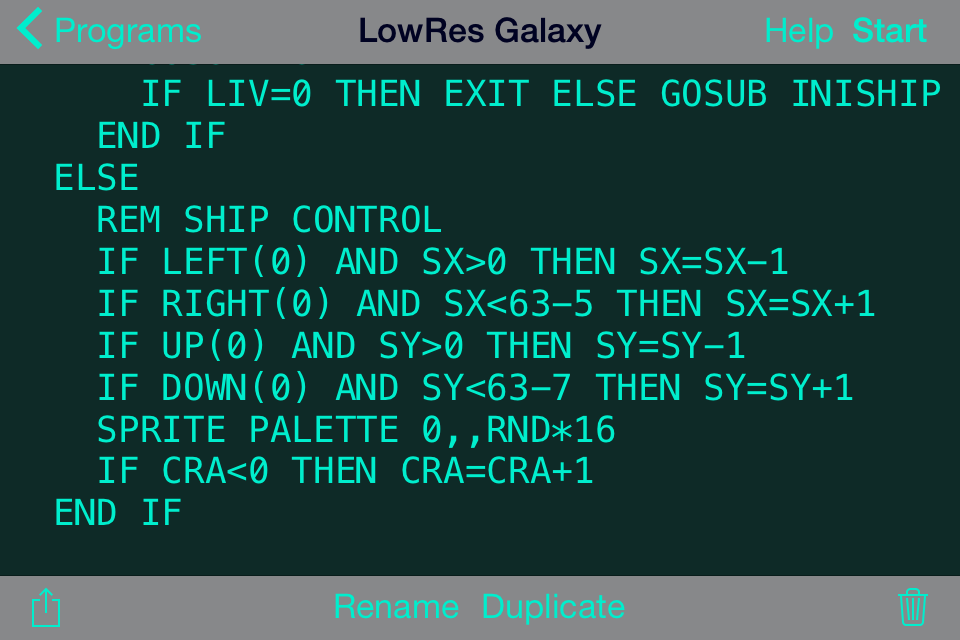 Programs LowRes Galaxy Help Start
IF LIV=0 THEN EXIT ELSE GOSUB INISHIP
END IF
ELSE
REM SHIP CONTROL
IF LEFT(0) AND SX>0 THEN SX=SX-1
IF RIGHT(0) AND SX<63-5 THEN SX=SX+1
IF UP(0) AND SY>0 THEN SY=SY-1
IF DOWN(0) AND SY<63-7 THEN SY=SY+1
SPRITE PALETTE 0,,RND*16
IF CRA<0 THEN CRA=CRA+1
END IF
Rename Duplicate